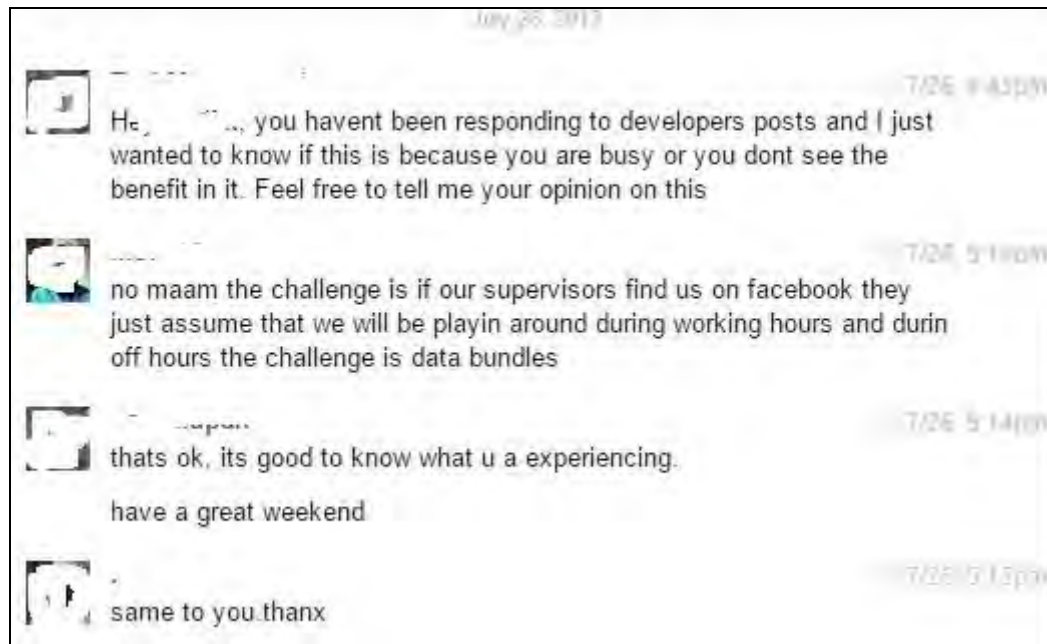 you havent been responding to developers posts and I just
wanted to know if this is because you are busy or you dont see the
benefit in it. Feel free to tell me your opinion on this
no maam the challenge is if our supervisors find us on facebook they
just assume that we will be playin around during working hours and durin
off hours the challenge is data bundles
7/26, 5:14pm
thats ok, its good to know what u a experiencing.
have a great weekend
same to you.thanx